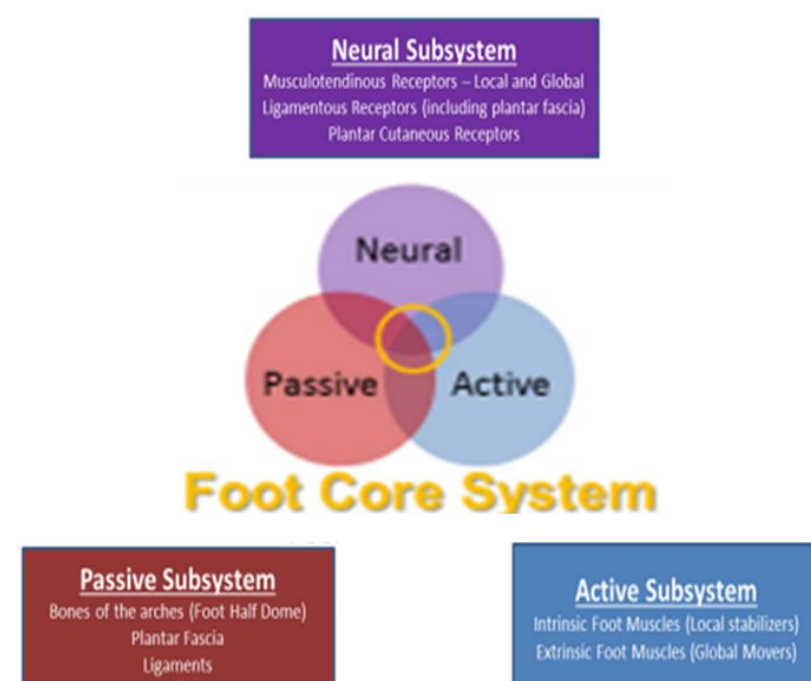 Neural Subsystem
Musculotendinous Receptors – Local and Global
Ligamentous Receptors (including plantar fascia)
Plantar Cutaneous Receptors
Neural
Passive
Active
Foot Core System
Passive Subsystem
Bones of the arches (Foot Half Dome)
Plantar Fascia
Ligaments
Active Subsystem
Intrinsic Foot Muscles (Local stabilizers)
Extrinsic Foot Muscles (Global Movers)